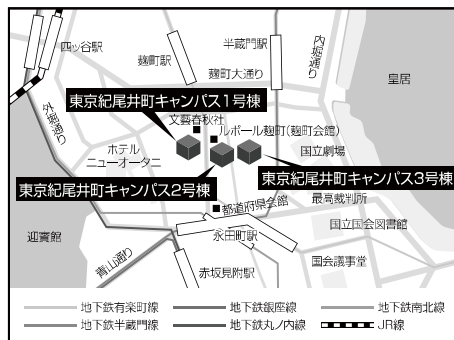 四ッ谷駅
麹町駅
半蔵門駅
内堀通り
皇居
麹町大通り
外堀通り
東京紀尾井町キャンパス1号棟
文藝春秋社
ルポール麹町(麹町会館)
ホテル
ニューオータニ
国立劇場
東京紀尾井町キャンパス2号棟
東京紀尾井町キャンパス3号棟
最高裁判所
都道府県会館
国立国会図書館
迎賓館
永田町駅
青山通り
国会議事堂
赤坂見附駅
地下鉄有楽町線
地下鉄銀座線
地下鉄南北線
地下鉄半蔵門線
地下鉄丸ノ内線
JR線